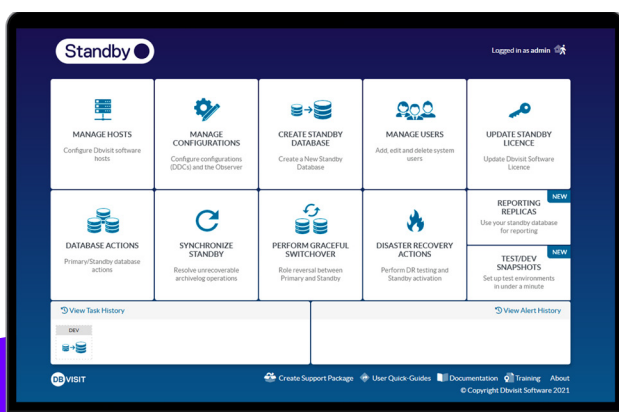 Standby
Logged in as admin
MANAGE HOSTS
Configure Dbvisit software
hosts
MANAGE
CONFIGURATIONS
Configure configurations
(DDCs) and the Observer
CREATE STANDBY
DATABASE
Create a New Standby
Database
MANAGE USERS
Add, edit and delete system
users
UPDATE STANDBY
LICENCE
Update Dbvisit Software
Licence
DATABASE ACTIONS
Primary/Standby database
actions
SYNCHRONIZE
STANDBY
Resolve unrecoverable
archivelog operations
PERFORM GRACEFUL
SWITCHOVER
Role reversal between
Primary and Standby
DISASTER RECOVERY
ACTIONS
Perform DR testing and
Standby activation
NEW
REPORTING
REPLICAS
Use your standby database
for reporting
NEW
TEST/DEV
SNAPSHOTS
Set up test environments
in under a minute
View Task History
View Alert History
DEV
DBVISIT
Create Support Package
User Quick-Guides
Documentation
Training
About
© Copyright Dbvisit Software 2021